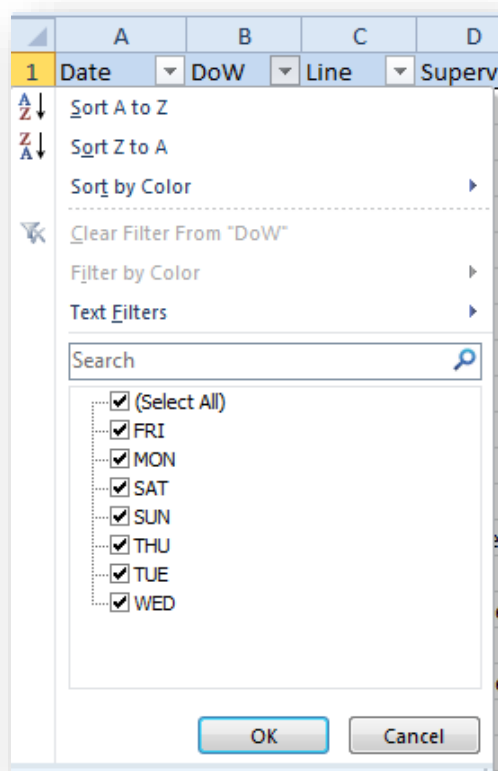 A B C D
1 Date DoW Line Superv
Sort A to Z
Sort Z to A
Sort by Color
Clear Filter From "DoW"
Filter by Color
Text Filters
Search
(Select All)
FRI
MON
SAT
SUN
THU
TUE
WED
OK Cancel